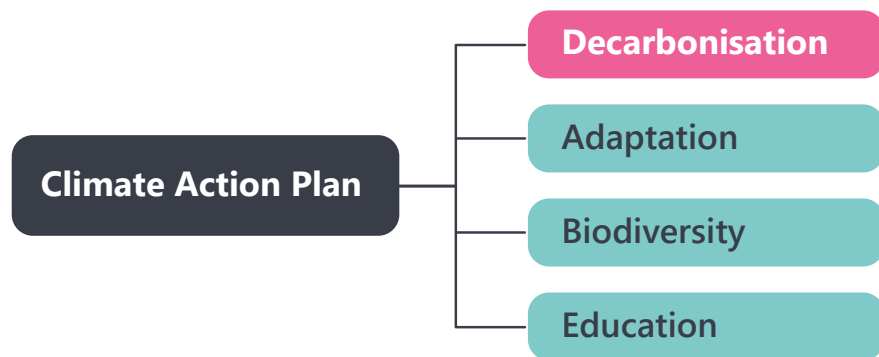 Decarbonisation
Adaptation
Climate Action Plan
Biodiversity
Education